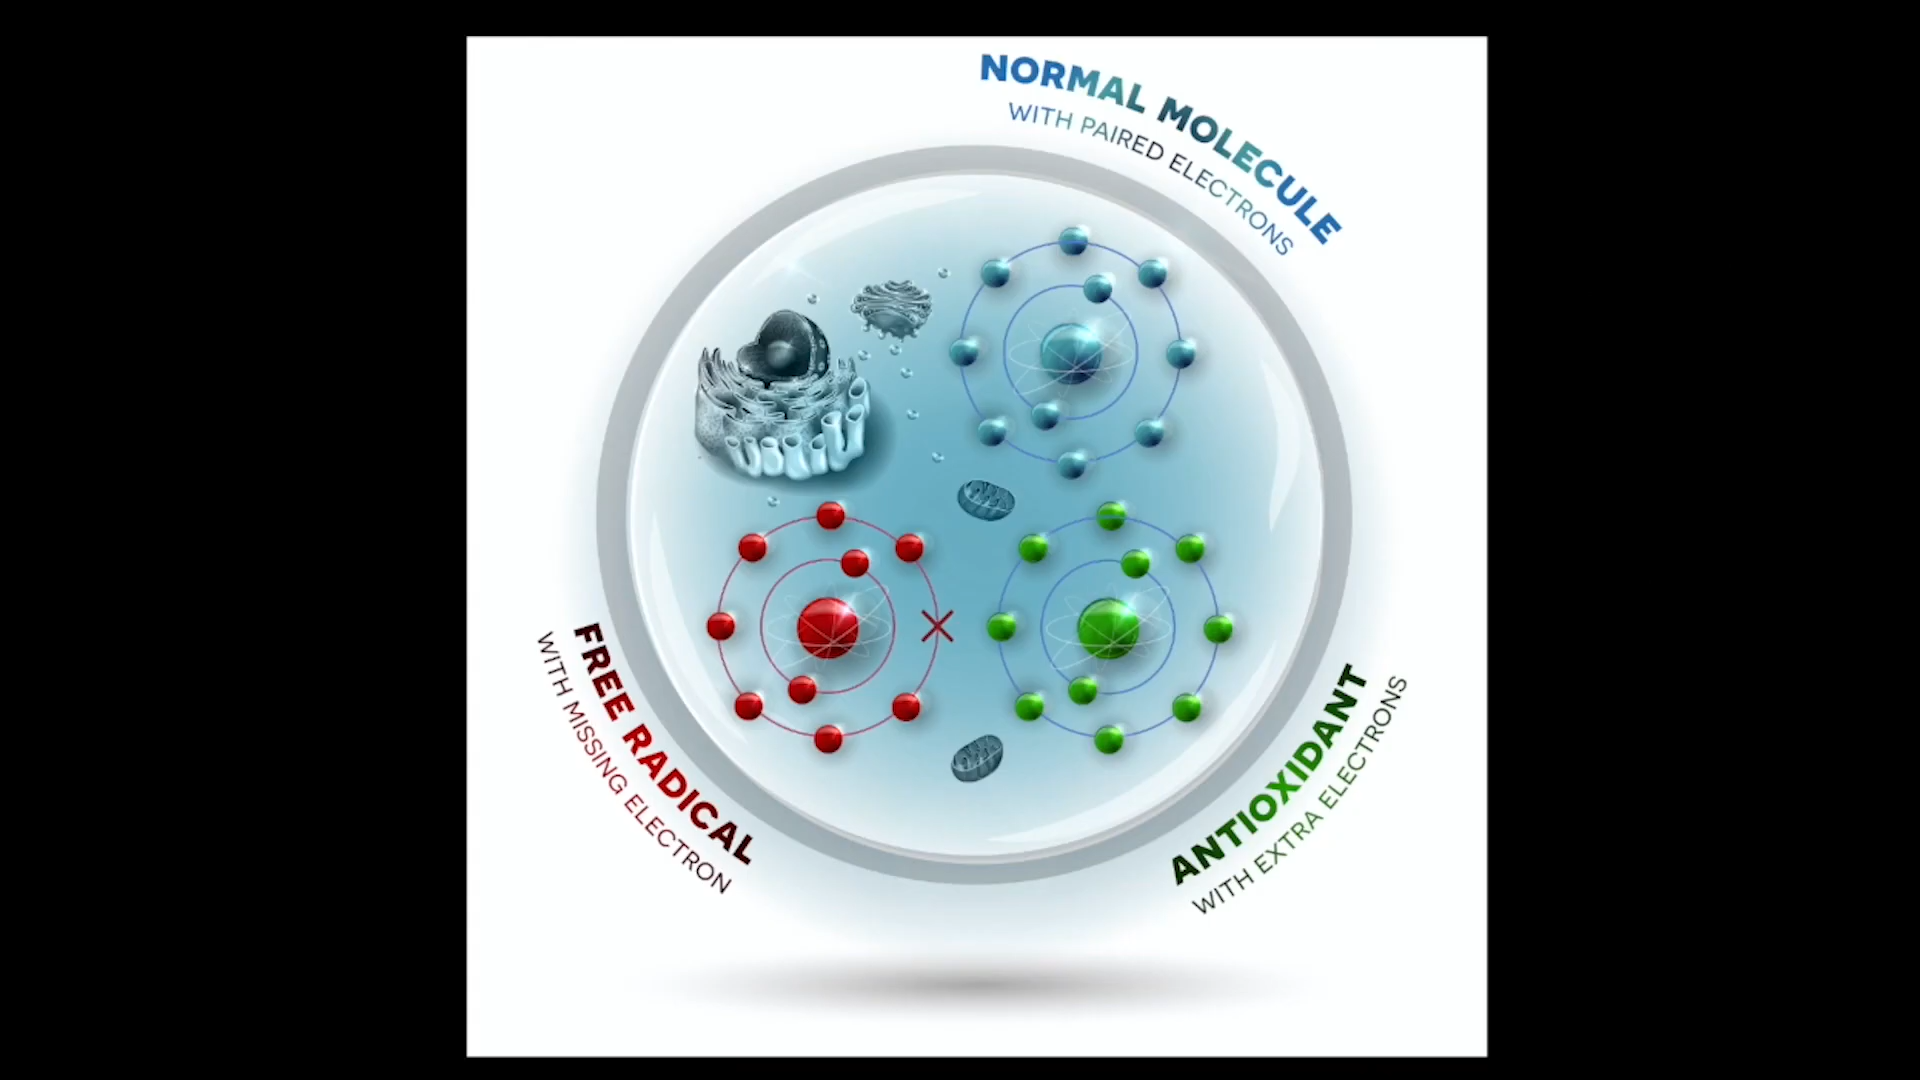 NORMAL MOLECULE
WITH PAIRED ELECTRONS
FREE RADICAL
WITH MISSING ELECTRON
ANTIOXIDANT
WITH EXTRA ELECTRONS